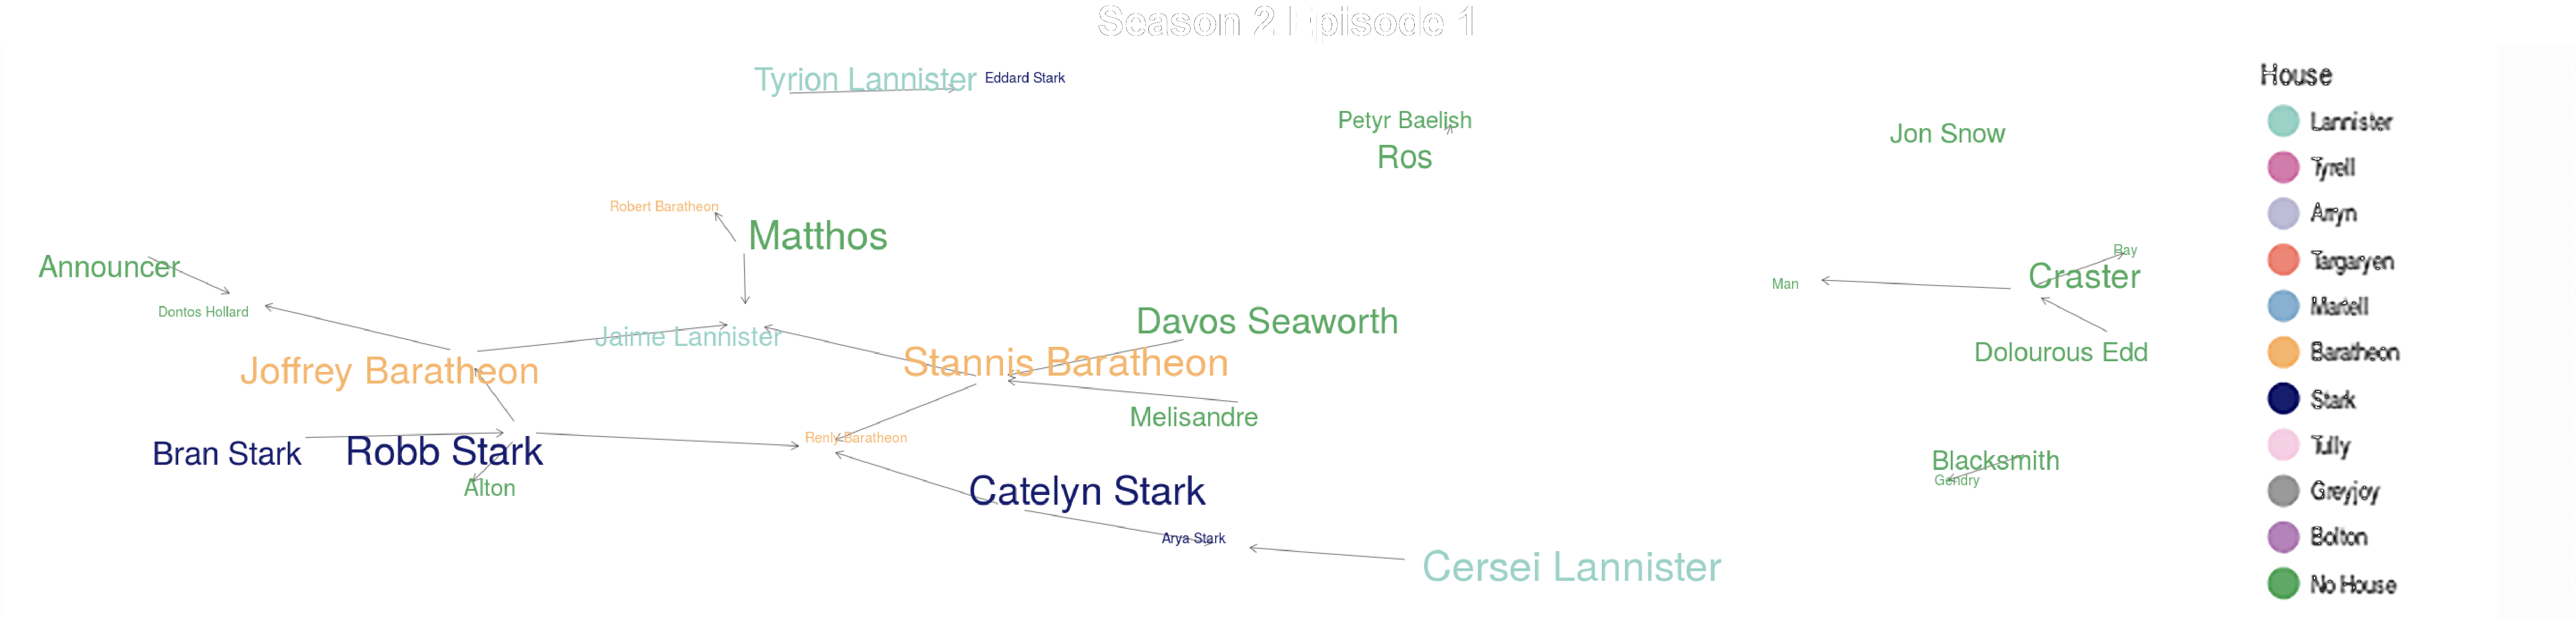 Season 2 Episode 1
Tyrion Lannister
Eddard Stark
Petyr Baelish
Ros
Jon Snow
Robert Baratheon
Matthos
Announcer
Dontos Hollard
Jaime Lannister
Joffrey Baratheon
Davos Seaworth
Stannis Baratheon
Melisandre
Bran Stark
Robb Stark
Alton
Renly Baratheon
Catelyn Stark
Arya Stark
Cersei Lannister
Ray
Craster
Man
Dolourous Edd
Blacksmith
Gendry
House
Lannister
Tyrell
Arryn
Targaryen
Martell
Baratheon
Stark
Tully
Greyjoy
Bolton
No House